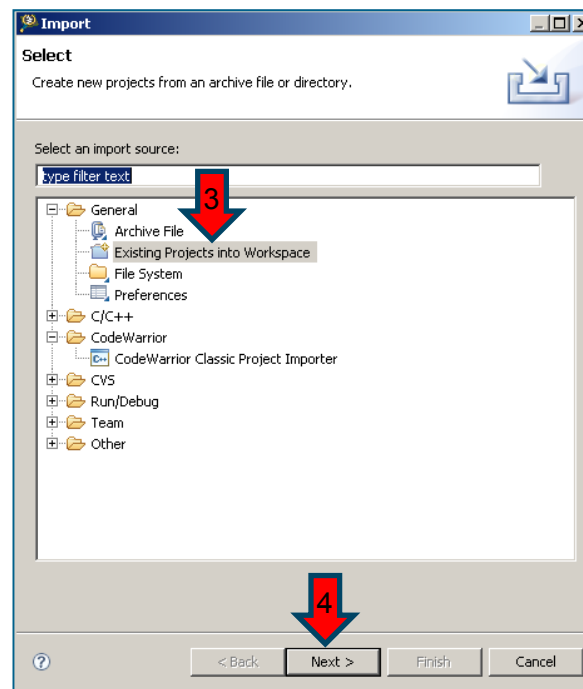 Import
Select
Create new projects from an archive file or directory.
Select an import source:
type filter text
3
General
Archive File
Existing Projects into Workspace
File System
Preferences
C/C++
CodeWarrior
C++ CodeWarrior Classic Project Importer
CVS
Run/Debug
Team
Other
4
? < Back Next > Finish Cancel